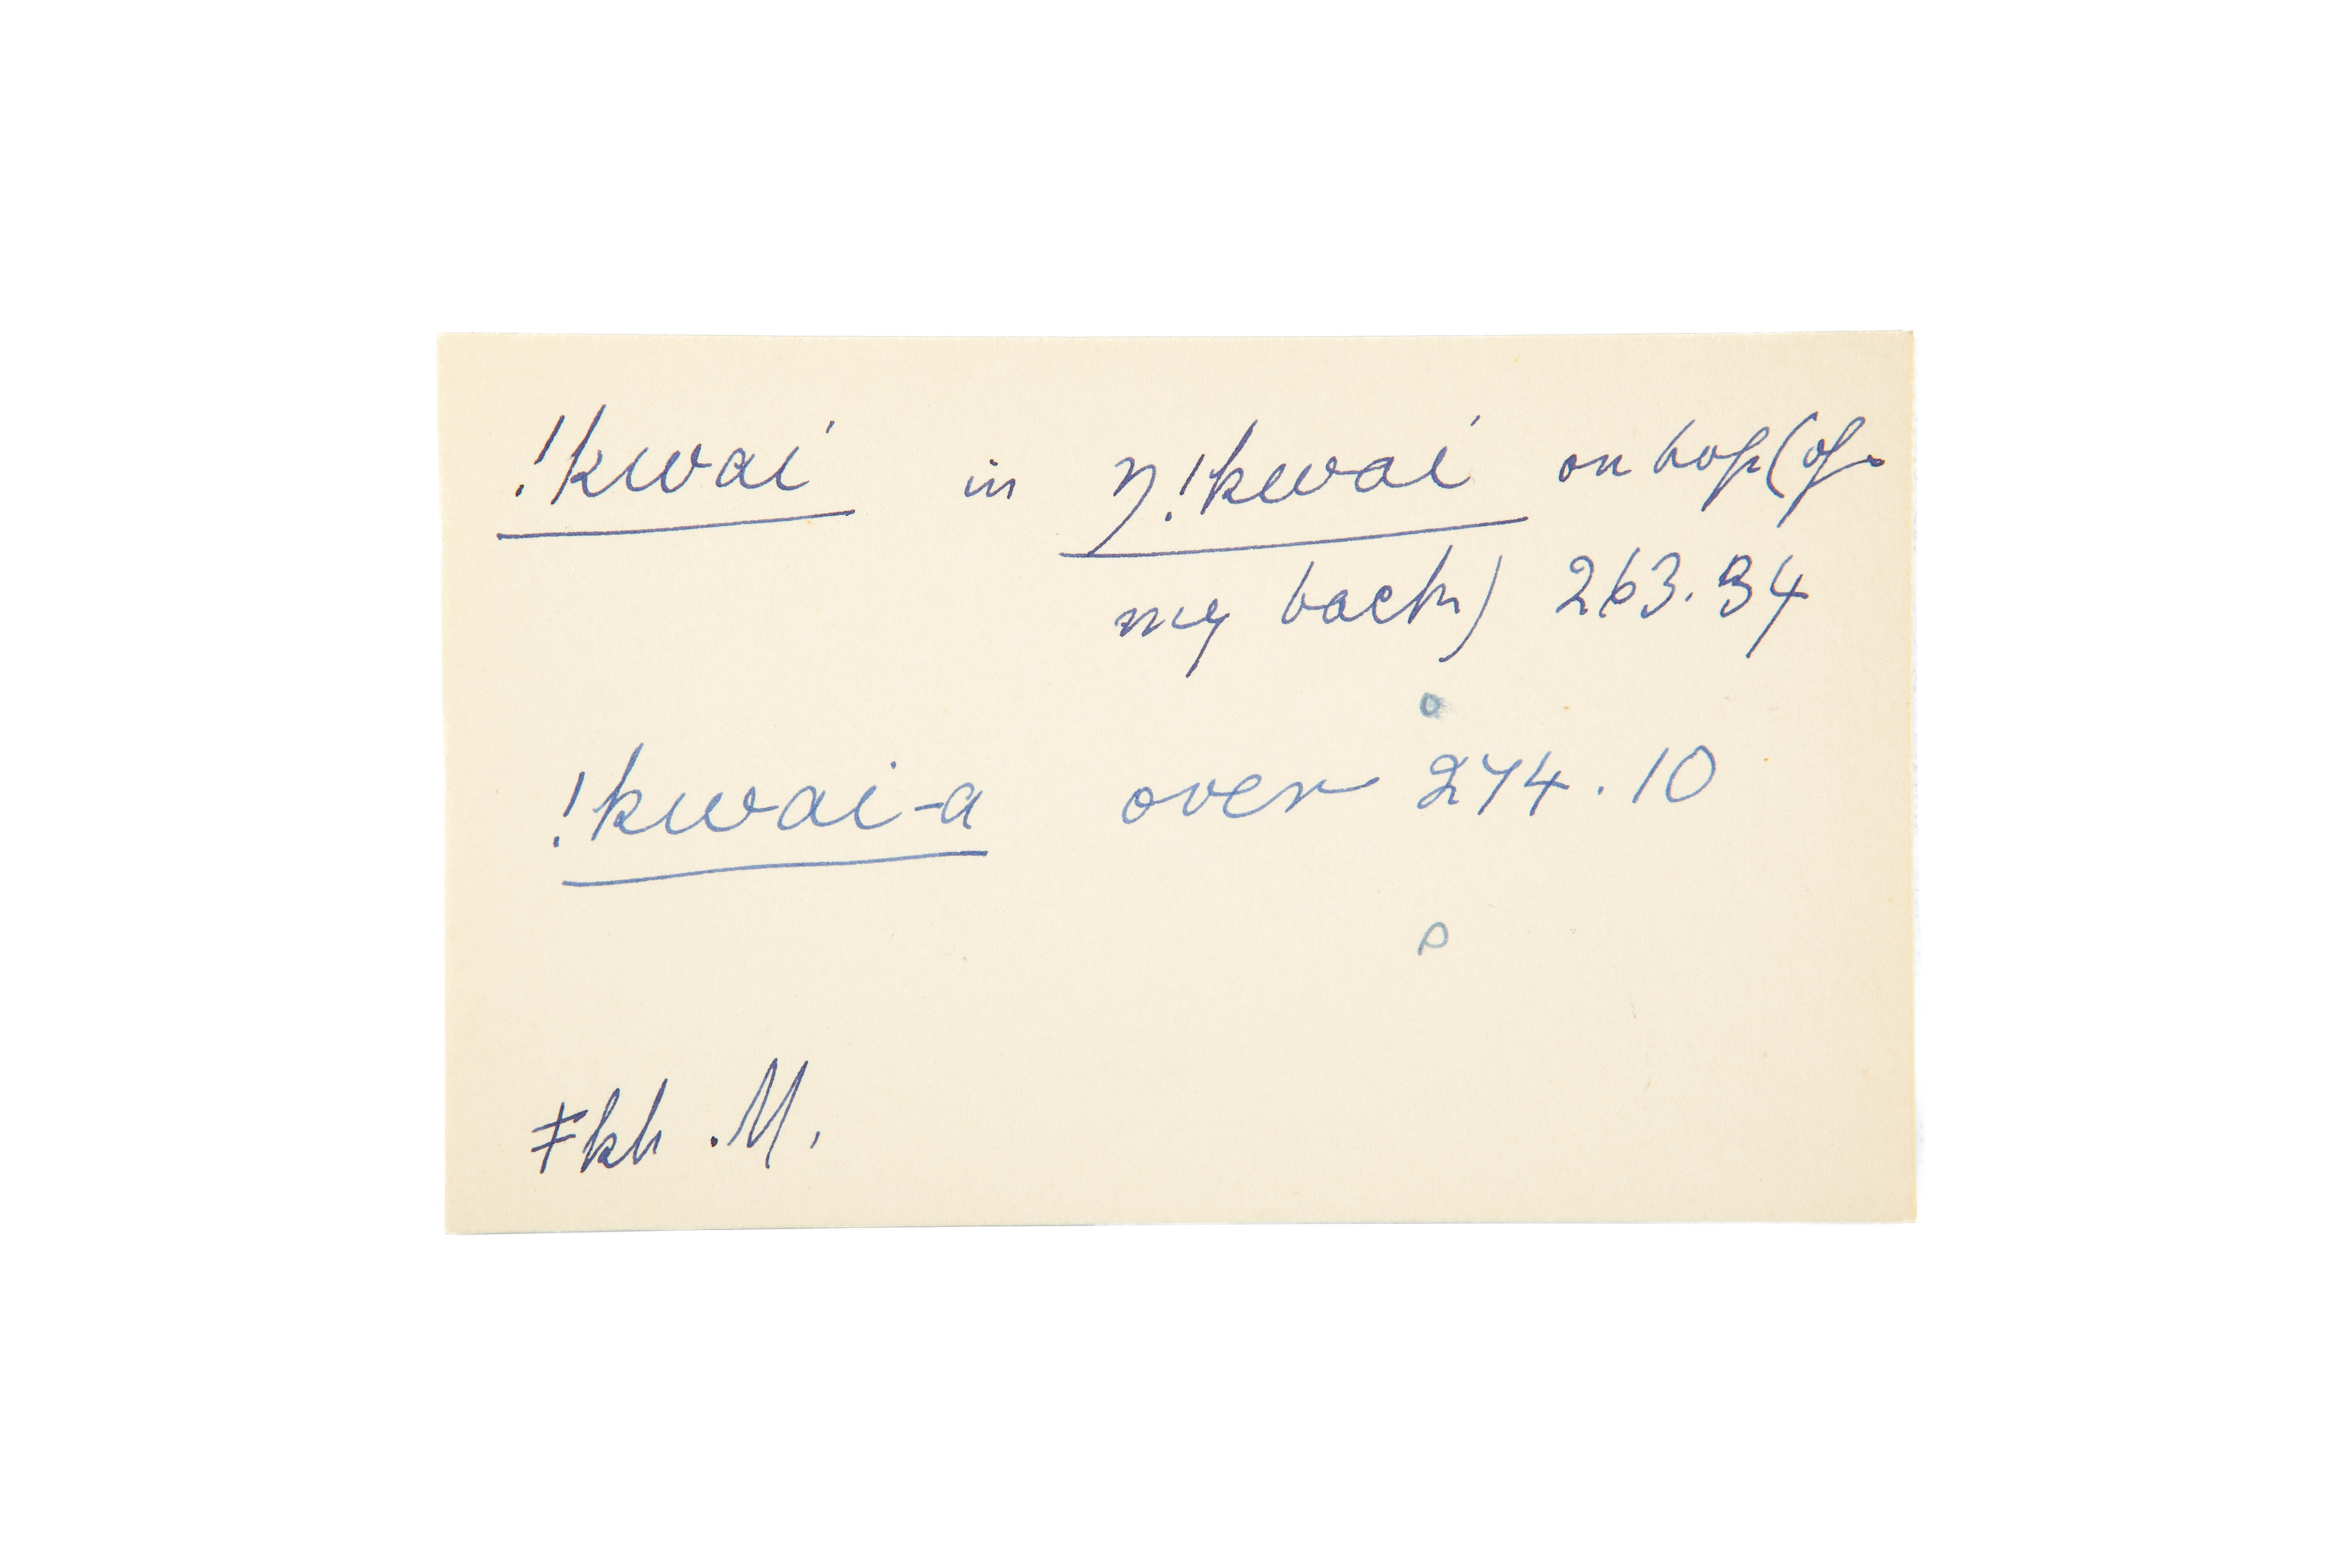 !kwai in ŋ!kwai on top (of
my back) 263.34
!kwai-a over 274.10
ǂkh. M.